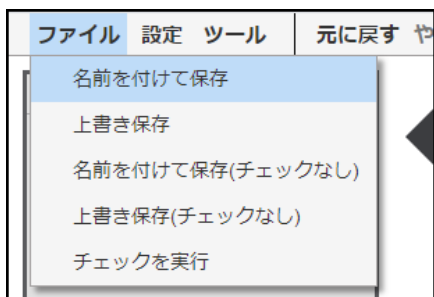 ファイル 設定 ツール 元に戻す や
名前を付けて保存
上書き保存
名前を付けて保存(チェックなし)
上書き保存(チェックなし)
チェックを実行